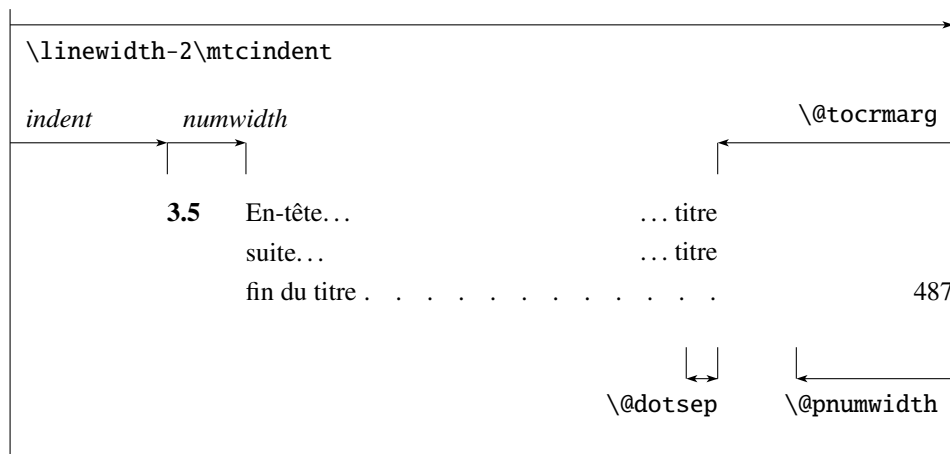 \linewidth-2\mtcindent
indent numwidth \@tocrmarg
3.5 En-tête... ... titre
suite... ... titre
fin du titre . . . . . . . . . . . . 487
\@dotsep \@pnumwidth